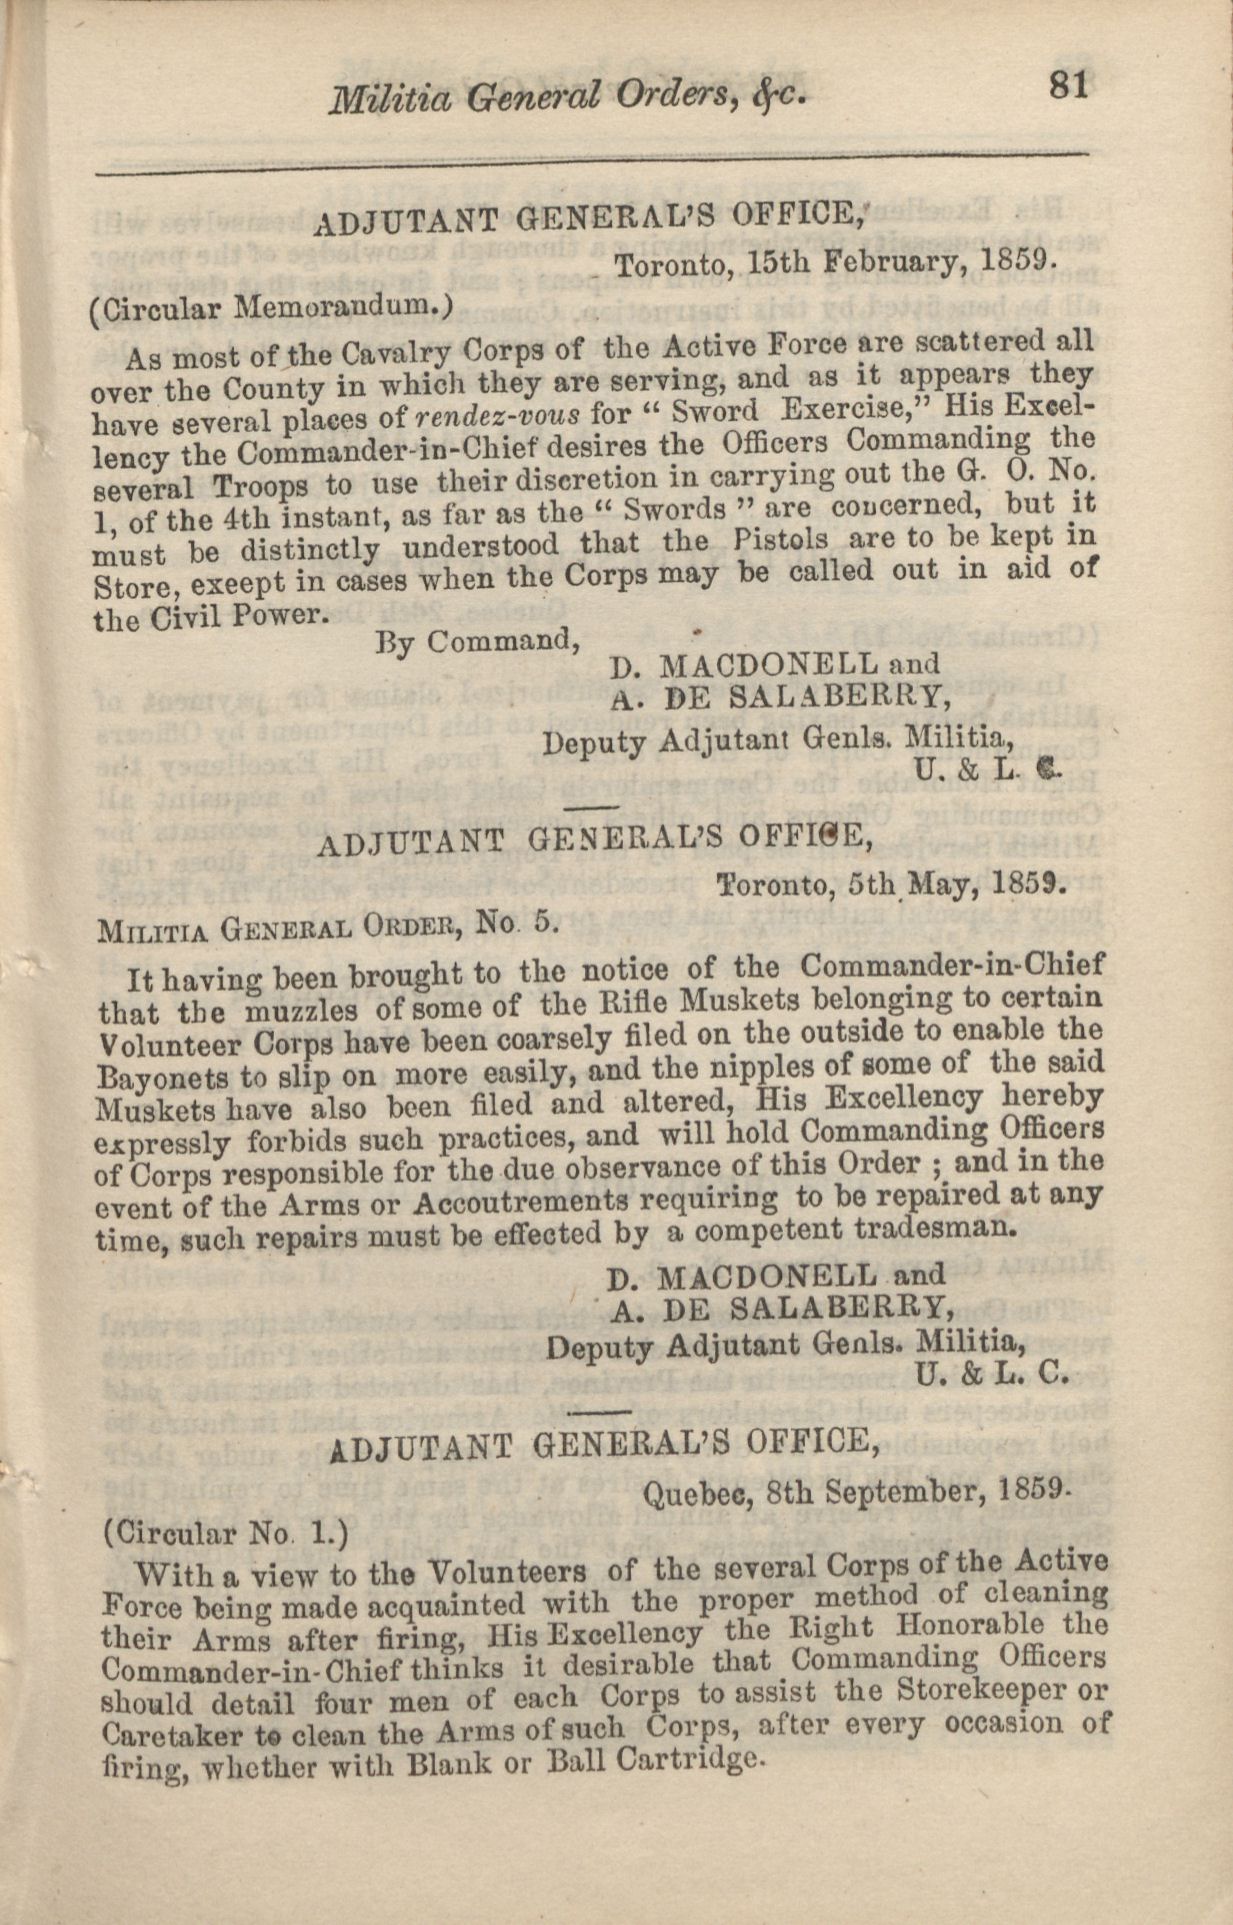 Militia General Orders, &c.
81
ADJUTANT GENERAL'S OFFICE,
Toronto, 15th February, 1859.
(Circular Memorandum.)
As most of the Cavalry Corps of the Active Force are scattered all
over the County in which they are serving, and as it appears they
have several places of rendez-vous for " Sword Exercise," His Excel-
lency the Commander-in-Chief desires the Officers Commanding the
several Troops to use their discretion in carrying out the G. O. No.
1, of the 4th instant, as far as the " Swords " are concerned, but it
must be distinctly understood that the Pistols are to be kept in
Store, exeept in cases when the Corps may be called out in aid of
the Civil Power.
By Command,
D. MACDONELL and
A. DE SALABERRY,
Deputy Adjutant Genls. Militia,
U. & L. C.
ADJUTANT GENERAL'S OFFICE,
Toronto, 5th May, 1859.
MILITIA GENERAL ORDER, No. 5.
It having been brought to the notice of the Commander-in-Chief
that the muzzles of some of the Rifle Muskets belonging to certain
Volunteer Corps have been coarsely filed on the outside to enable the
Bayonets to slip on more easily, and the nipples of some of the said
Muskets have also been filed and altered, His Excellency hereby
expressly forbids such practices, and will hold Commanding Officers
of Corps responsible for the due observance of this Order ; and in the
event of the Arms or Accoutrements requiring to be repaired at any
time, such repairs must be effected by a competent tradesman.
D. MACDONELL and
A. DE SALABERRY,
Deputy Adjutant Genls. Militia,
U. & L. C.
ADJUTANT GENERAL'S OFFICE,
Quebec, 8th September, 1859.
(Circular No. 1.)
With a view to the Volunteers of the several Corps of the Active
Force being made acquainted with the proper method of cleaning
their Arms after firing, His Excellency the Right Honorable the
Commander-in-Chief thinks it desirable that Commanding Officers
should detail four men of each Corps to assist the Storekeeper or
Caretaker to clean the Arms of such Corps, after every occasion of
firing, whether with Blank or Ball Cartridge.